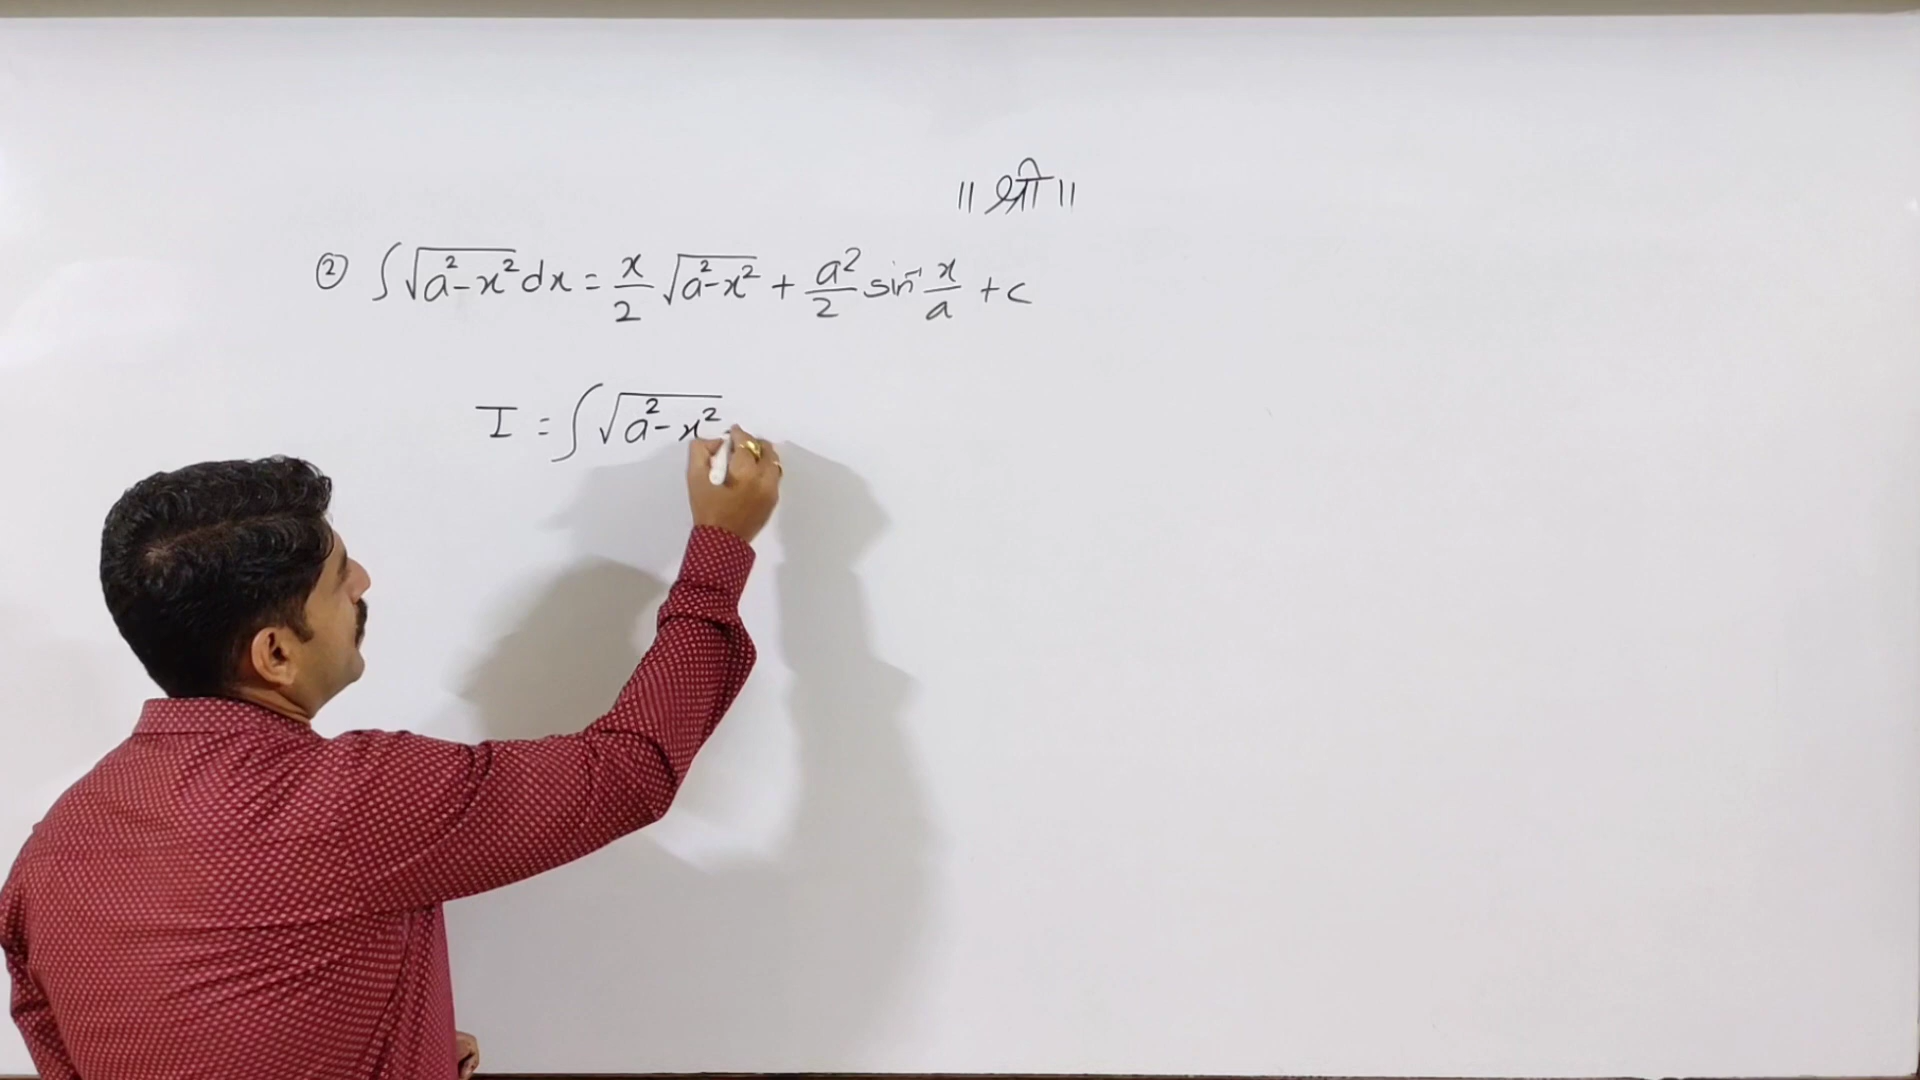 ॥ श्री ॥
② ∫√(a²-x²) dx = x/2 √(a²-x²) + a²/2 sin⁻¹ x/a + c
I = ∫√(a²-x²)